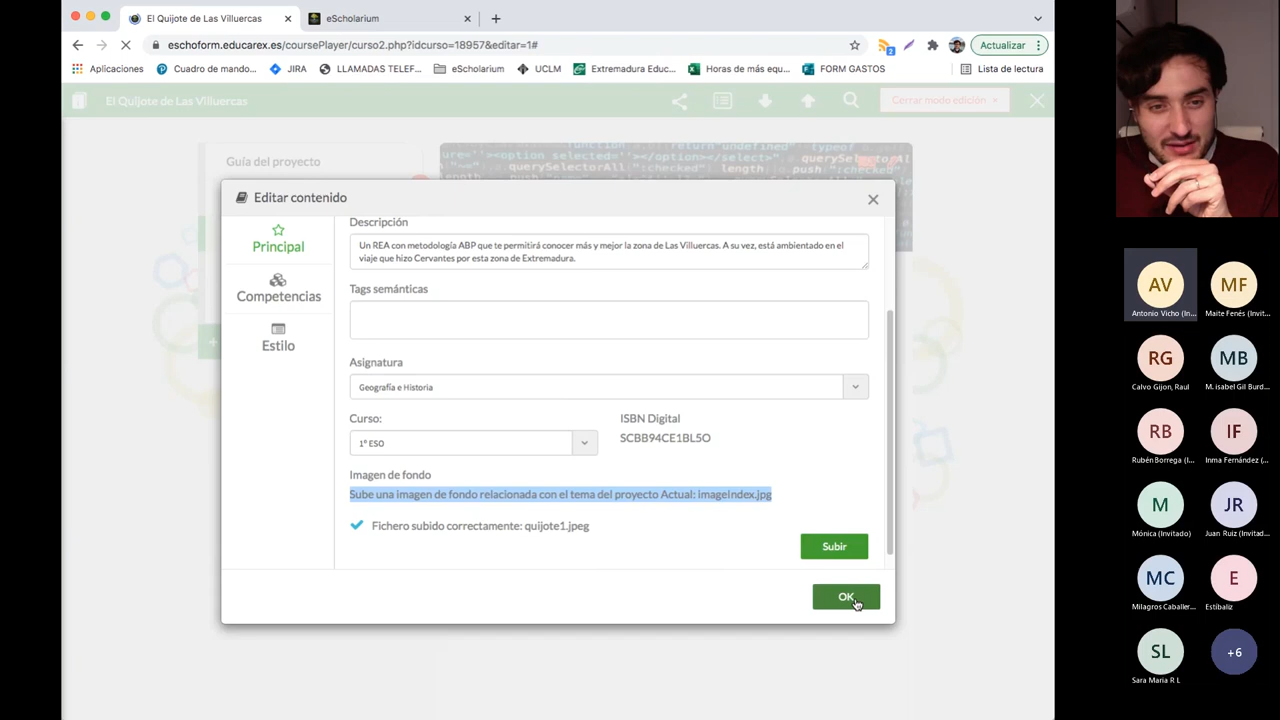 El Quijote de Las Villuercas
eScholarium
eschoform.educarex.es/coursePlayer/curso2.php?idcurso=18957&editar=1#
2
Actualizar
Aplicaciones
Cuadro de mando...
JIRA
LLAMADAS TELEF...
eScholarium
UCLM
Extremadura Educ...
Horas de más equ...
FORM GASTOS
Lista de lectura
El Quijote de Las Villuercas
Cerrar modo edición
Guía del proyecto
Editar contenido
Principal
Competencias
Estilo
Descripción
Un REA con metodología ABP que te permitirá conocer más y mejor la zona de Las Villuercas. A su vez, está ambientado en el
viaje que hizo Cervantes por esta zona de Extremadura.
Tags semánticas
Asignatura
Geografía e Historia
Curso:
1º ESO
ISBN Digital
SCBB94CE1BL5O
Imagen de fondo
Sube una imagen de fondo relacionada con el tema del proyecto Actual: imageIndex.jpg
Fichero subido correctamente: quijote1.jpeg
Subir
OK
AV
Antonio Vicho (In...
MF
Maite Fenés (Invit...
RG
Calvo Gijon, Raul
MB
M. isabel Gil Burd...
RB
Rubén Borrega (I...
IF
Inma Fernández (...
M
Mónica (Invitado)
JR
Juan Ruiz (Invitad...
MC
Milagros Caballer...
E
Estíbaliz
SL
Sara Maria R L
+6